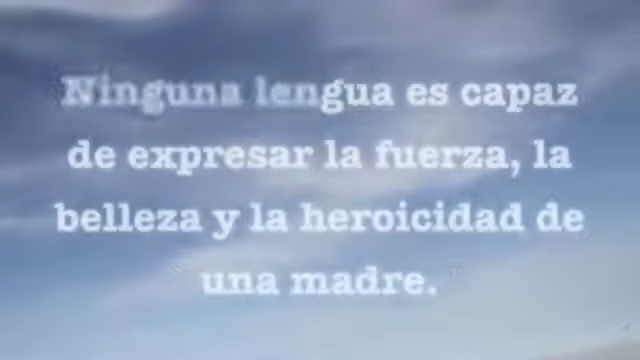 Ninguna lengua es capaz
de expresar la fuerza, la
belleza y la heroicidad de
una madre.